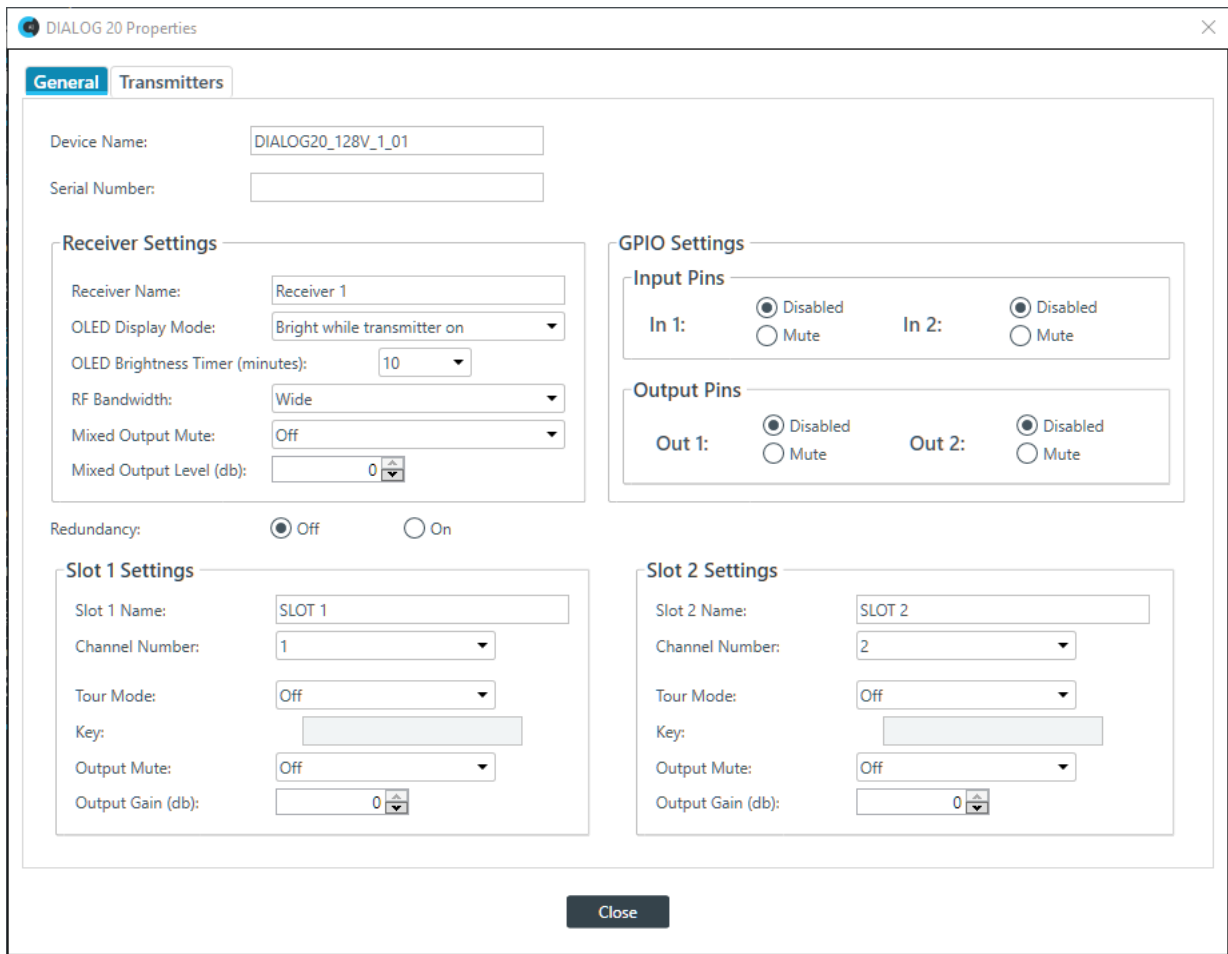 DIALOG 20 Properties
General Transmitters
Device Name: DIALOG20_128V_1_01
Serial Number:
Receiver Settings
Receiver Name: Receiver 1
OLED Display Mode: Bright while transmitter on
OLED Brightness Timer (minutes): 10
RF Bandwidth: Wide
Mixed Output Mute: Off
Mixed Output Level (db): 0
GPIO Settings
Input Pins
In 1: Disabled Mute In 2: Disabled Mute
Output Pins
Out 1: Disabled Mute Out 2: Disabled Mute
Redundancy: Off On
Slot 1 Settings
Slot 1 Name: SLOT 1
Channel Number: 1
Tour Mode: Off
Key:
Output Mute: Off
Output Gain (db): 0
Slot 2 Settings
Slot 2 Name: SLOT 2
Channel Number: 2
Tour Mode: Off
Key:
Output Mute: Off
Output Gain (db): 0
Close